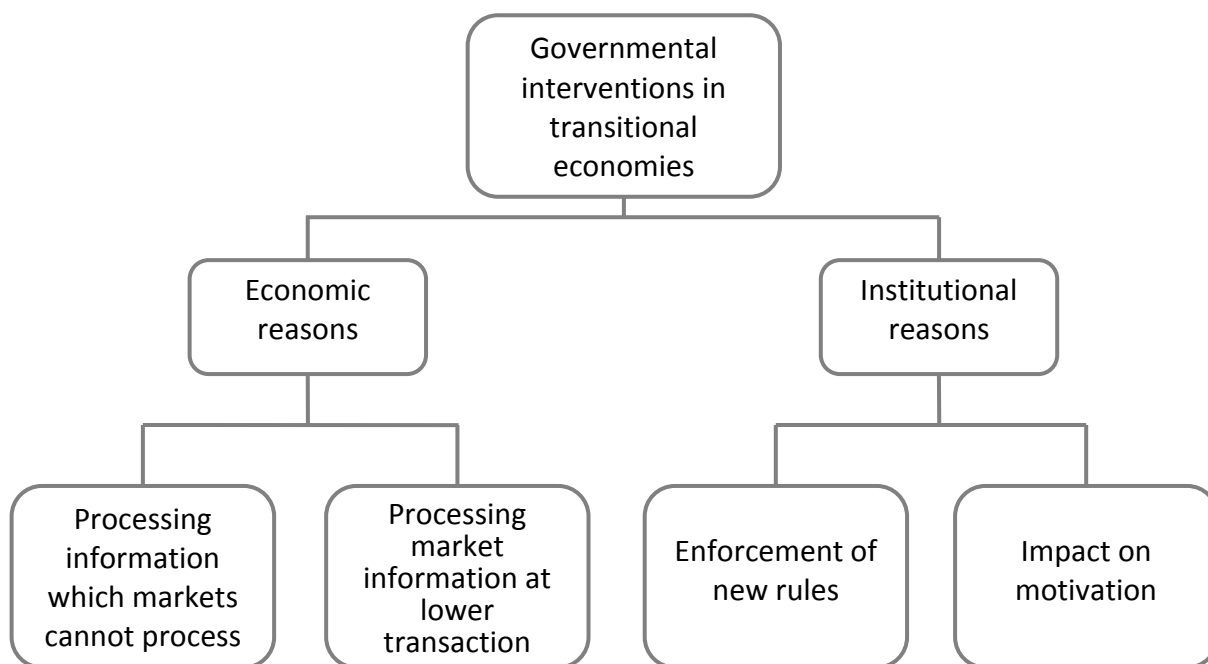 Governmental
interventions in
transitional
economies
Economic
reasons
Institutional
reasons
Processing
information
which markets
cannot process
Processing
market
information at
lower
transaction
Enforcement of
new rules
Impact on
motivation